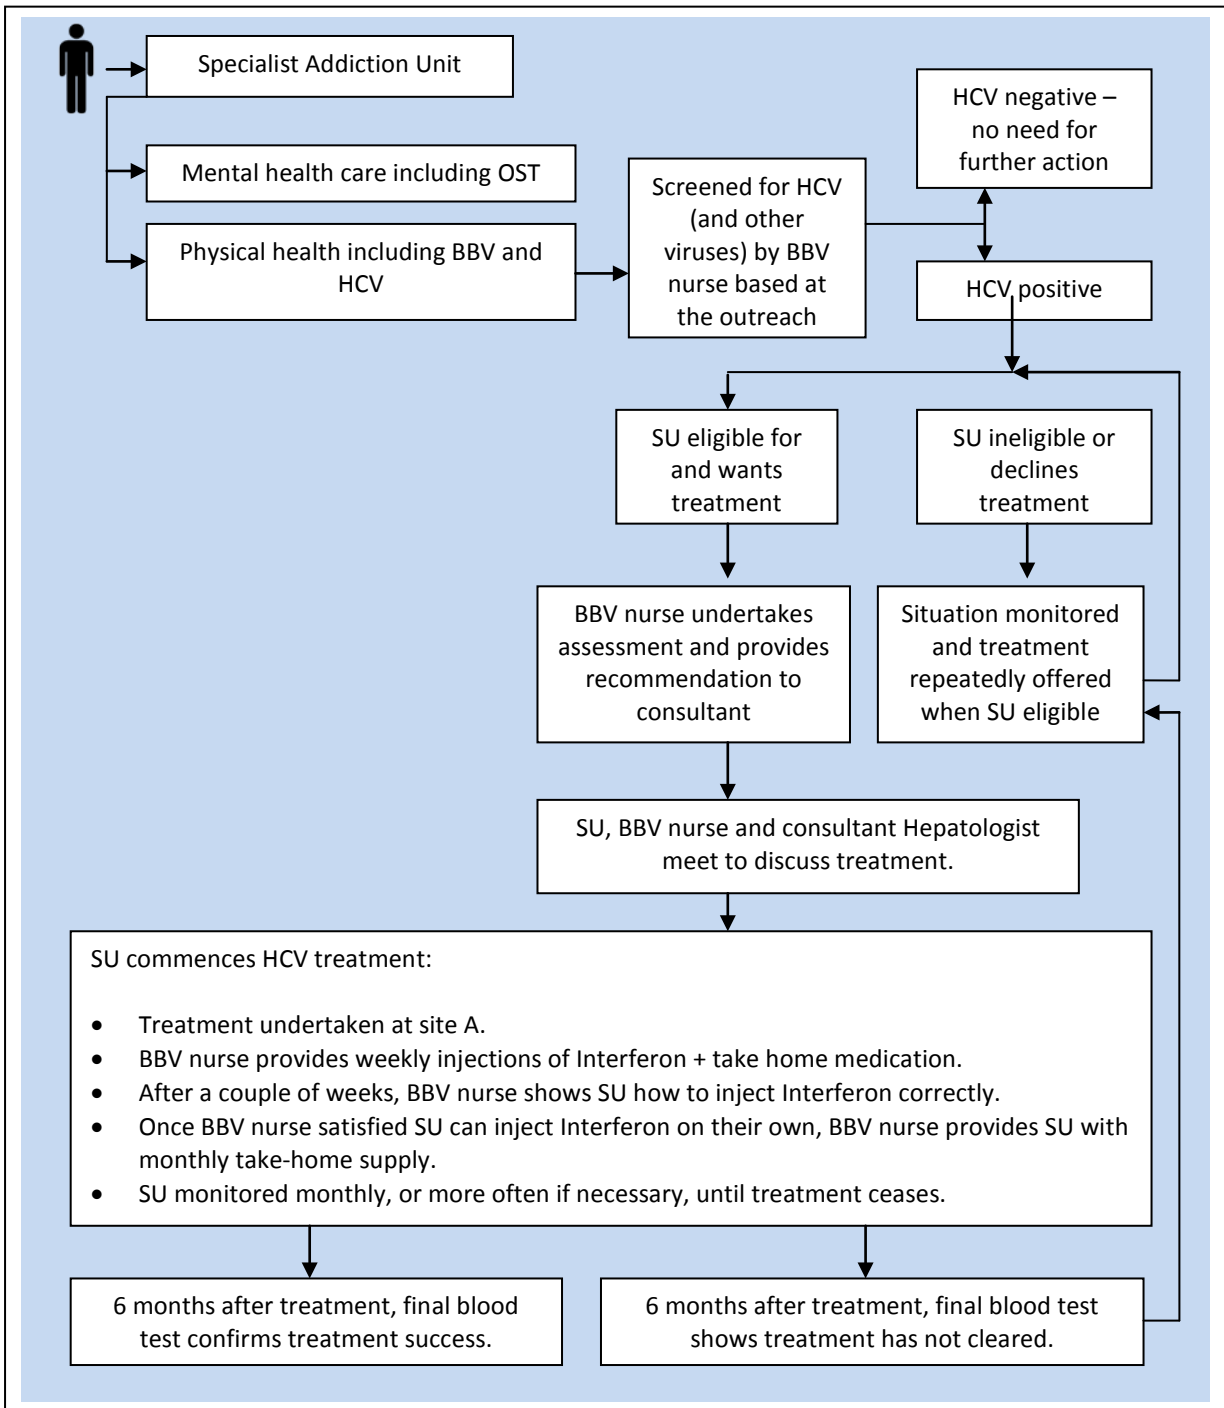 Specialist Addiction Unit
Mental health care including OST
Physical health including BBV and
HCV
Screened for HCV
(and other
viruses) by BBV
nurse based at
the outreach
HCV negative –
no need for
further action
HCV positive
SU eligible for
and wants
treatment
SU ineligible or
declines
treatment
BBV nurse undertakes
assessment and provides
recommendation to
consultant
Situation monitored
and treatment
repeatedly offered
when SU eligible
SU, BBV nurse and consultant Hepatologist
meet to discuss treatment.
SU commences HCV treatment:
• Treatment undertaken at site A.
• BBV nurse provides weekly injections of Interferon + take home medication.
• After a couple of weeks, BBV nurse shows SU how to inject Interferon correctly.
• Once BBV nurse satisfied SU can inject Interferon on their own, BBV nurse provides SU with
monthly take-home supply.
• SU monitored monthly, or more often if necessary, until treatment ceases.
6 months after treatment, final blood
test confirms treatment success.
6 months after treatment, final blood test
shows treatment has not cleared.